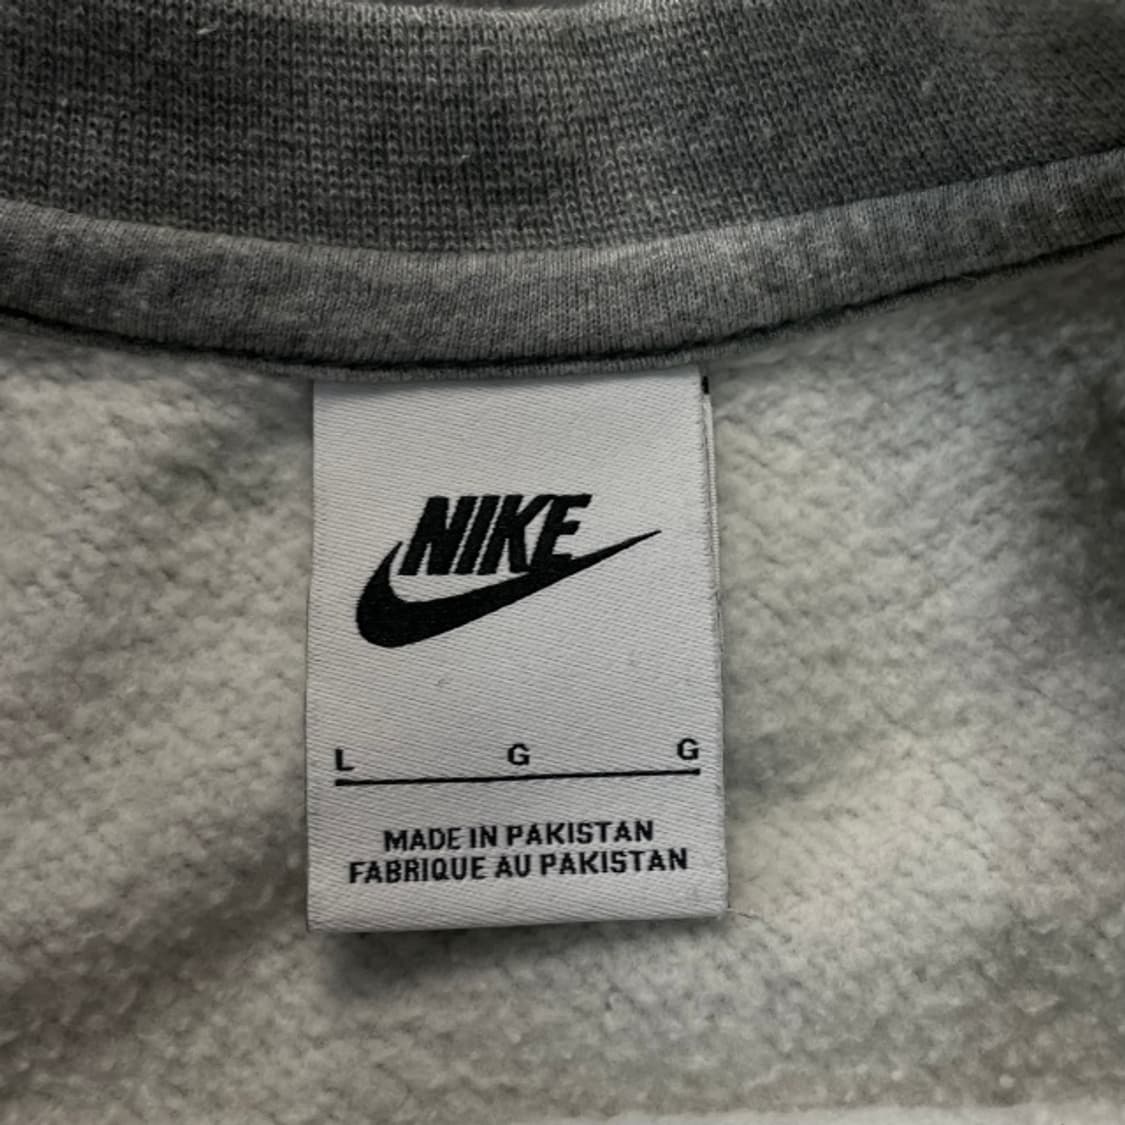 NIKE
L G G
MADE IN PAKISTAN
FABRIQUE AU PAKISTAN